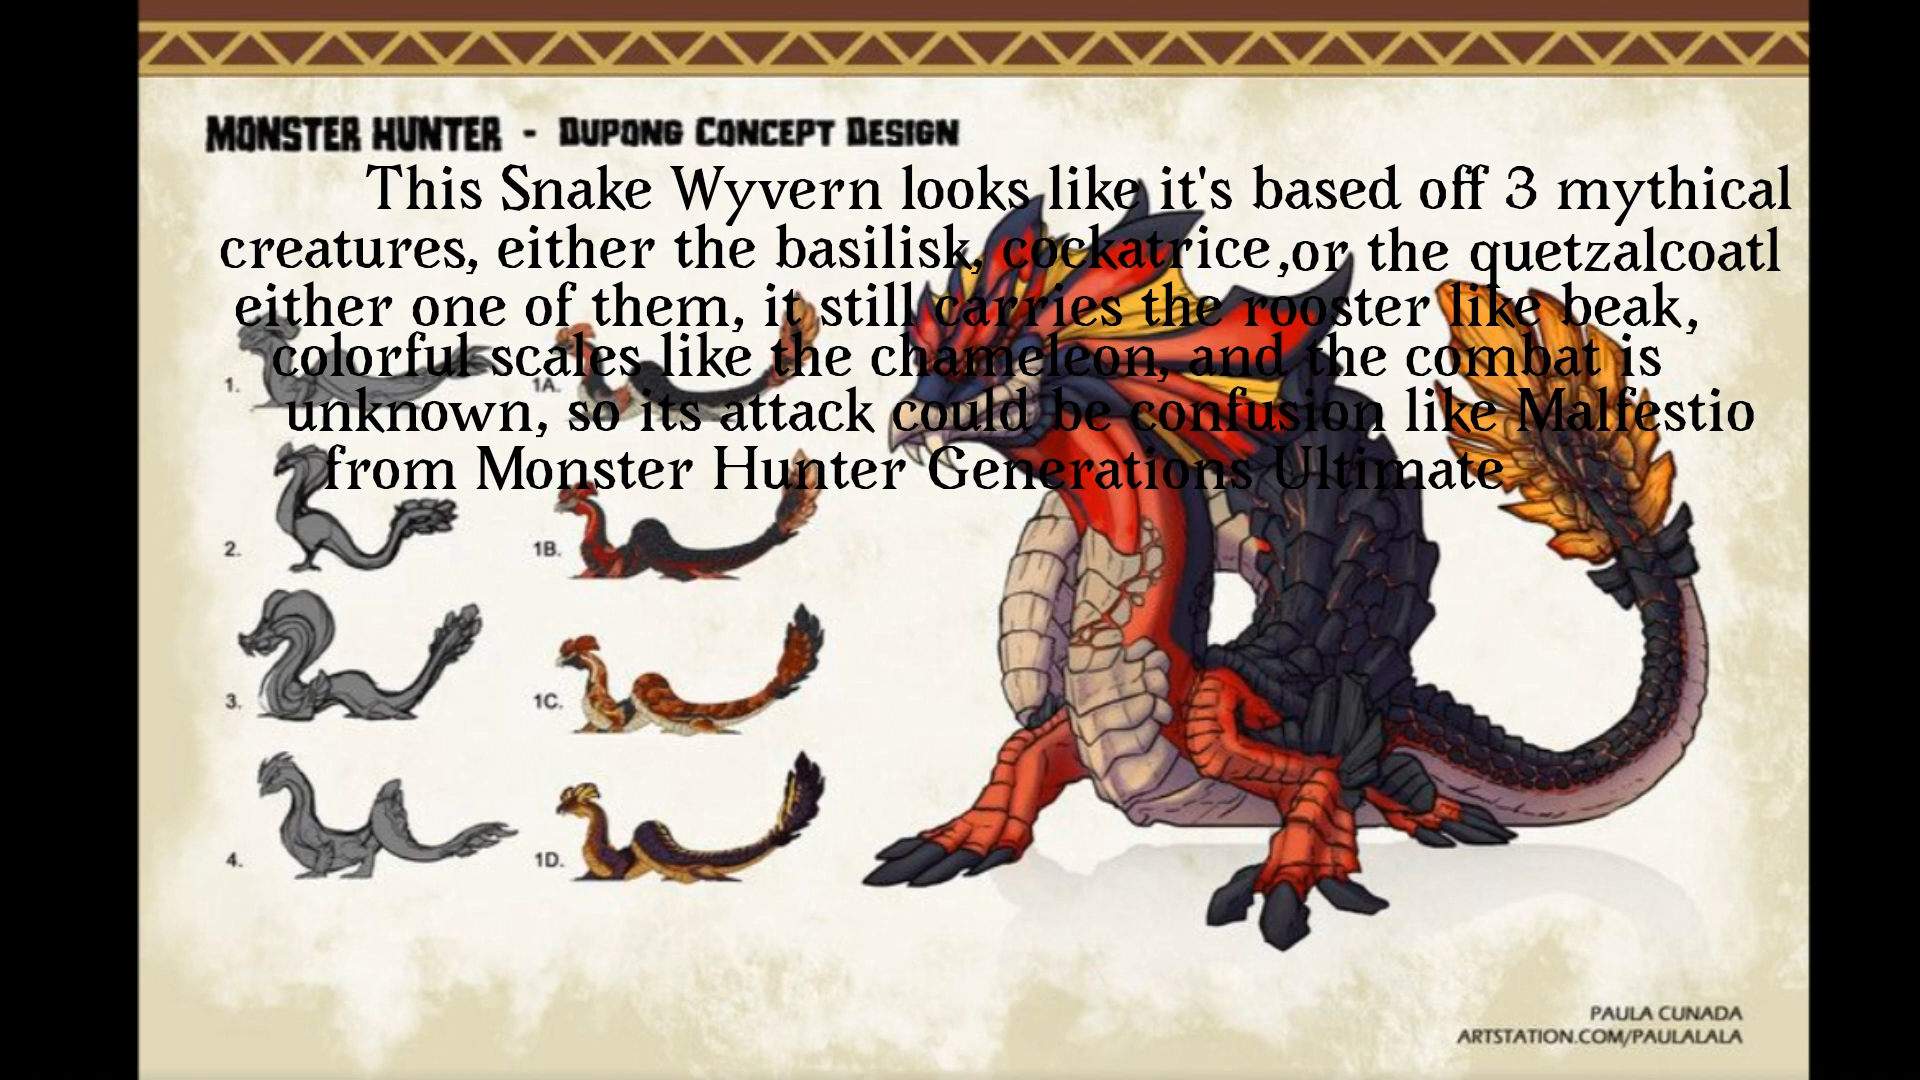 MONSTER HUNTER - DUPONG CONCEPT DESIGN
This Snake Wyvern looks like it's based off 3 mythical
creatures, either the basilisk, cockatrice,or the quetzalcoatl
either one of them, it still carries the rooster like beak,
colorful scales like the chameleon, and the combat is
unknown, so its attack could be confusion like Malfestio
from Monster Hunter Generations Ultimate
1.
1A.
2.
1B.
3.
1C.
4.
1D.
PAULA CUNADA
ARTSTATION.COM/PAULALALA